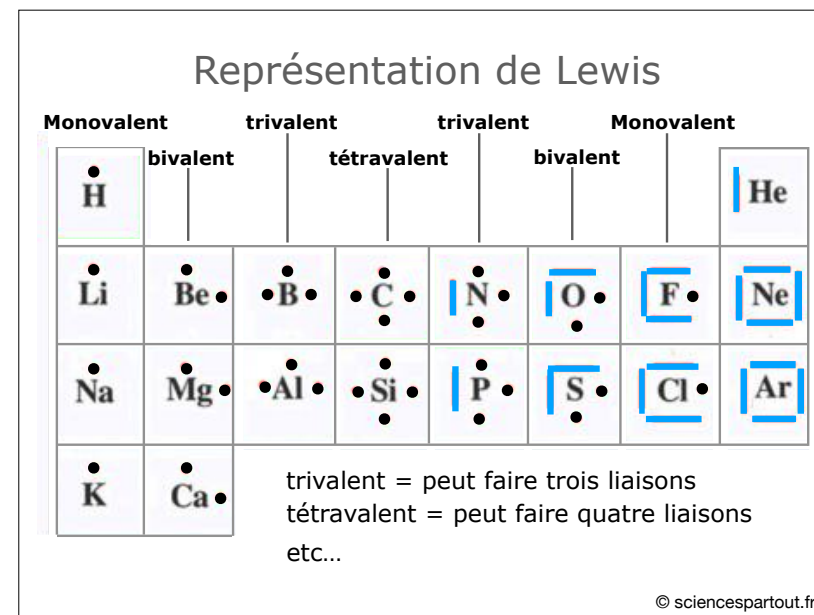 Représentation de Lewis
Monovalent trivalent trivalent Monovalent
bivalent tétravalent bivalent
H He
Li Be B C N O F Ne
Na Mg Al Si P S Cl Ar
K Ca
trivalent = peut faire trois liaisons
tétravalent = peut faire quatre liaisons
etc...
© sciencespartout.fr